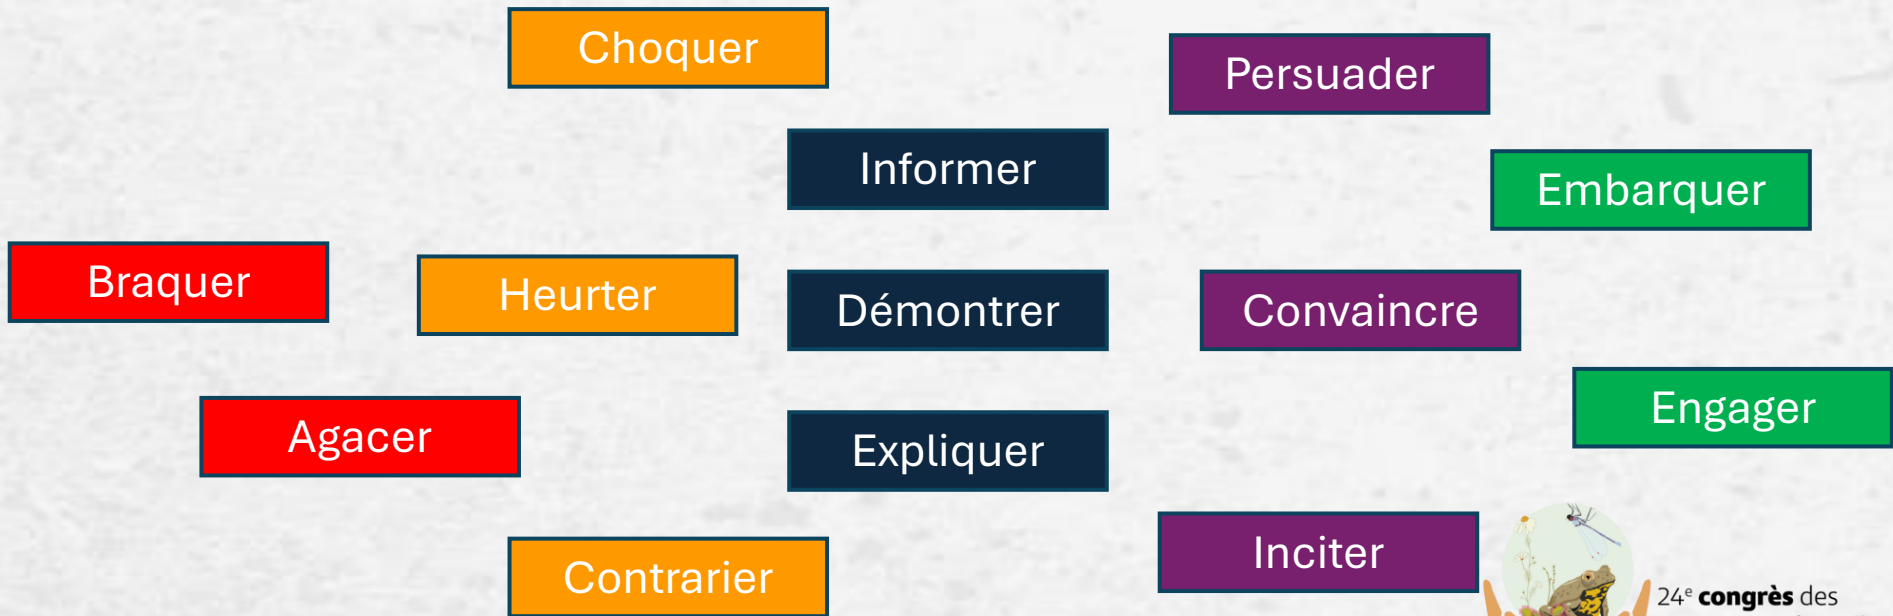 Choquer
Persuader
Informer
Embarquer
Braquer
Heurter
Démontrer
Convaincre
Engager
Agacer
Expliquer
Inciter
Contrarier
24e congrès des